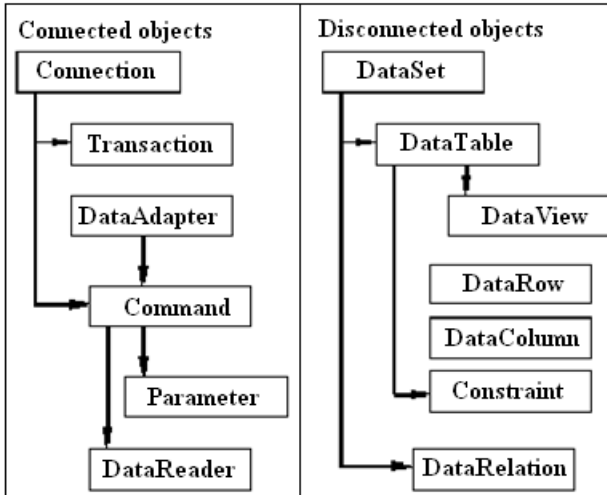 Connected objects
Connection
Transaction
DataAdapter
Command
Parameter
DataReader
Disconnected objects
DataSet
DataTable
DataView
DataRow
DataColumn
Constraint
DataRelation